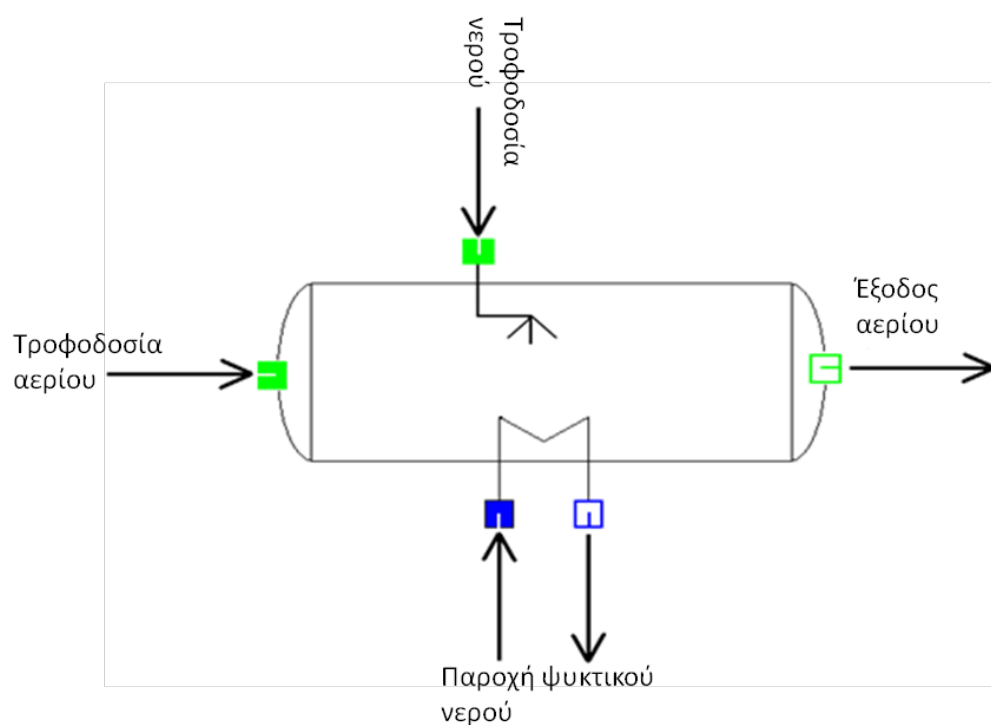 Τροφοδοσία
νερού
Έξοδος
αερίου
Τροφοδοσία
αερίου
Παροχή ψυκτικού
νερού